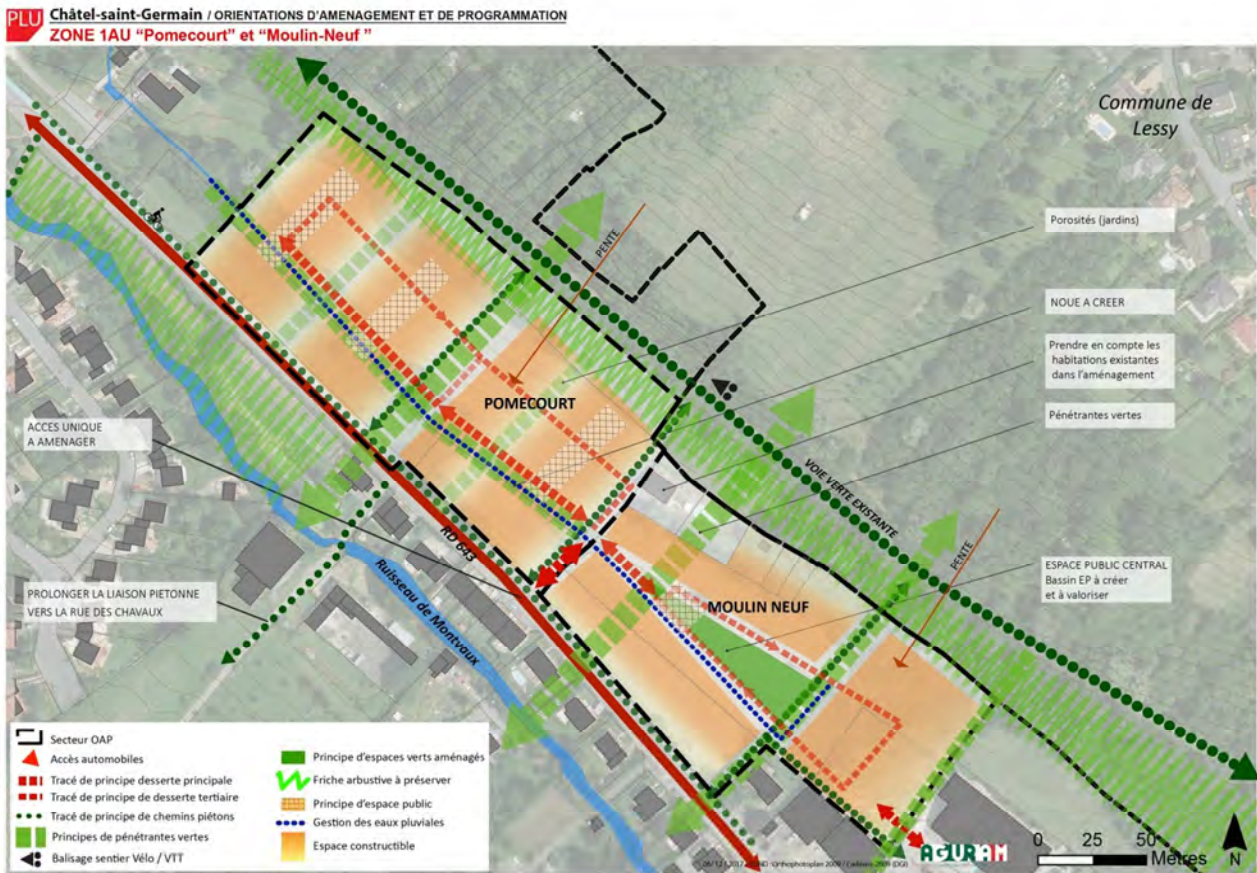 PLU Châtel-saint-Germain / ORIENTATIONS D'AMENAGEMENT ET DE PROGRAMMATION
ZONE 1AU "Pomecourt" et "Moulin-Neuf "
Commune de
Lessy
Porosités (jardins)
PENTE
NOUE A CREER
Prendre en compte les
habitations existantes
dans l'aménagement
POMECOURT
Pénétrantes vertes
ACCES UNIQUE
A AMENAGER
VOIE VERTE EXISTANTE
RD 643
PENTE
ESPACE PUBLIC CENTRAL
Bassin EP à créer
et à valoriser
Ruisseau de Montvaux
PROLONGER LA LIAISON PIETONNE
VERS LA RUE DES CHAVAUX
MOULIN NEUF
Secteur OAP
Accès automobiles
Tracé de principe desserte principale
Tracé de principe de desserte tertiaire
Tracé de principe de chemins piétons
Principes de pénétrantes vertes
Balisage sentier Vélo / VTT
Principe d'espaces verts aménagés
Friche arbustive à préserver
Principe d'espace public
Gestion des eaux pluviales
Espace constructible
AGURAM
0 25 50
Mètres
N